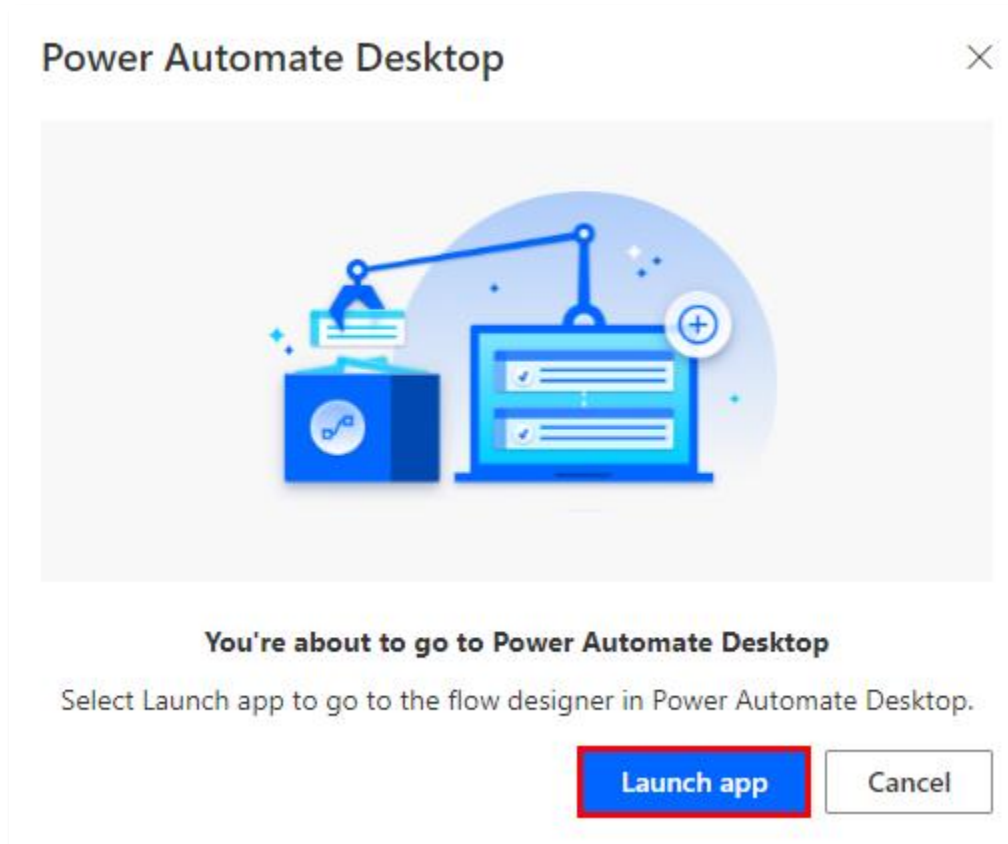 Power Automate Desktop
You're about to go to Power Automate Desktop
Select Launch app to go to the flow designer in Power Automate Desktop.
Launch app
Cancel